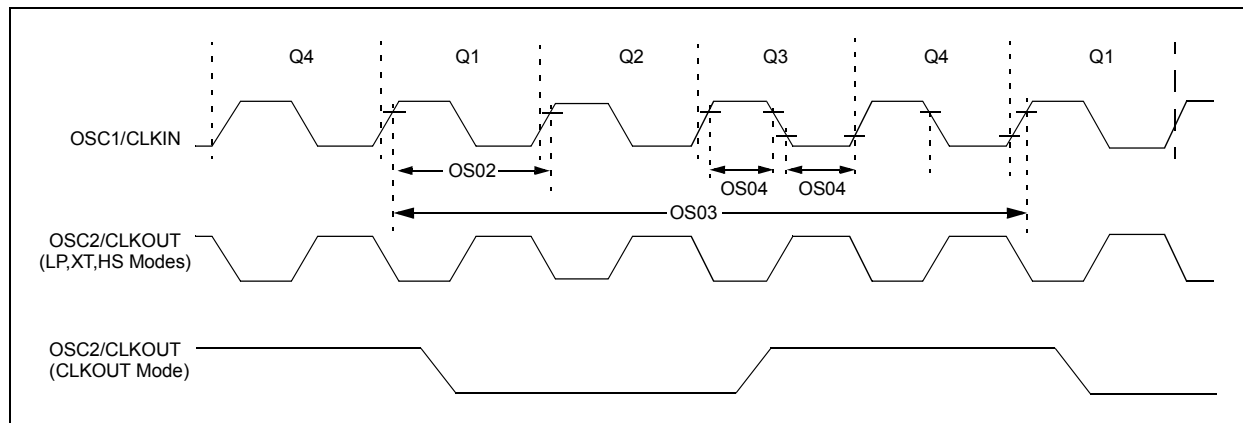 Q4 Q1 Q2 Q3 Q4 Q1
OSC1/CLKIN
OS02 OS04 OS04
OS03
OSC2/CLKOUT
(LP,XT,HS Modes)
OSC2/CLKOUT
(CLKOUT Mode)